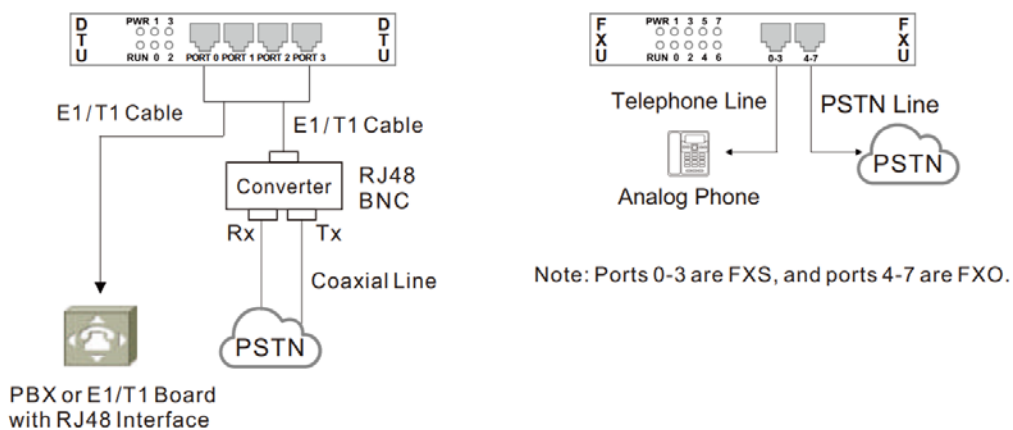 D
T
U
PWR 1 3
RUN 0 2
PORT 0 PORT 1 PORT 2 PORT 3
D
T
U
E1/T1 Cable
E1/T1 Cable
Converter
RJ48
BNC
Rx
Tx
Coaxial Line
PSTN
PBX or E1/T1 Board
with RJ48 Interface
F
X
U
PWR 1 3 5 7
RUN 0 2 4 6
0-3
4-7
F
X
U
Telephone Line
PSTN Line
PSTN
Analog Phone
Note: Ports 0-3 are FXS, and ports 4-7 are FXO.